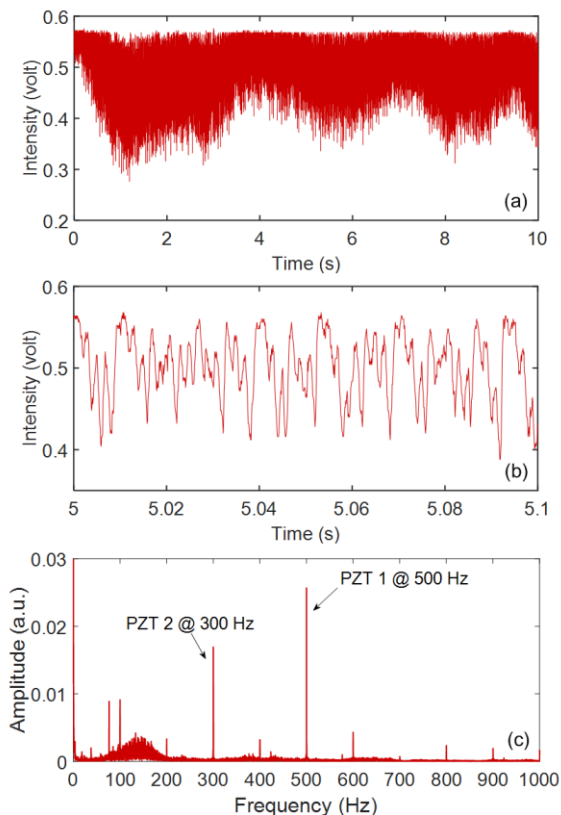 0.6
0.5
0.4
0.3
0.2
Intensity (volt)
(a)
0 2 4 6 8 10
Time (s)
0.6
0.5
0.4
Intensity (volt)
(b)
5 5.02 5.04 5.06 5.08 5.1
Time (s)
0.03
0.02
0.01
0
Amplitude (a.u.)
PZT 1 @ 500 Hz
PZT 2 @ 300 Hz
(c)
0 100 200 300 400 500 600 700 800 900 1000
Frequency (Hz)